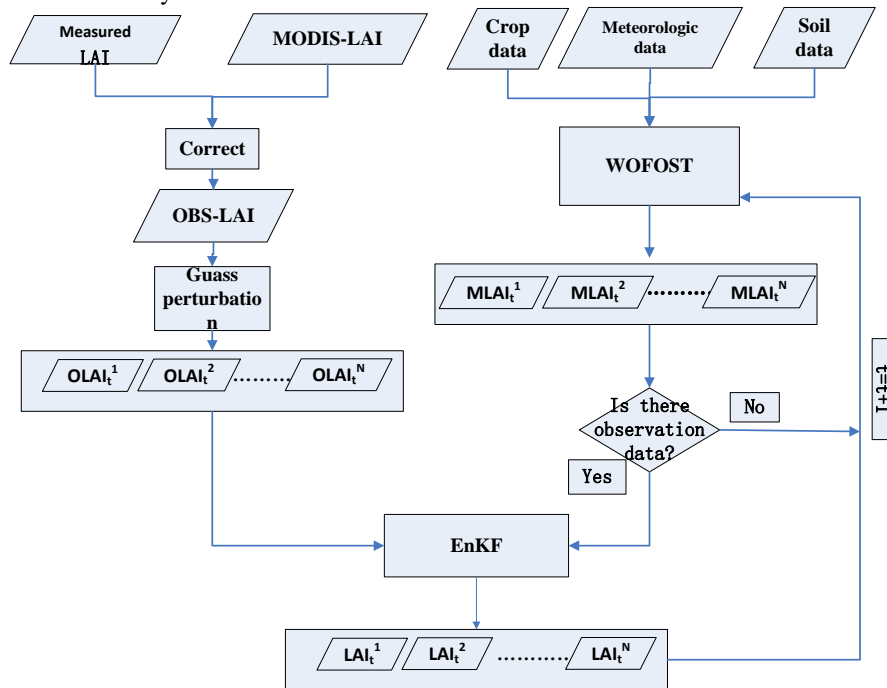 Measured
LAI
MODIS-LAI
Crop
data
Meteorologic
data
Soil
data
Correct
WOFOST
OBS-LAI
Guass
perturbatio
n
MLAIt1 MLAIt2 ......... MLAItN
OLAIt1 OLAIt2 ......... OLAItN
t=t+1
Is there
observation
data?
No
Yes
EnKF
LAIt1 LAIt2 ........... LAItN